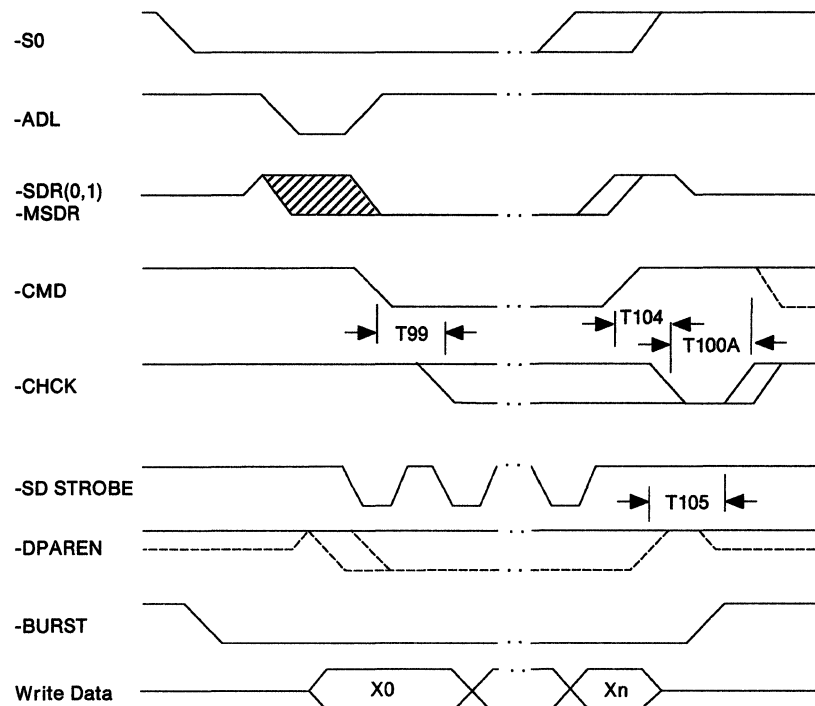 -S0
-ADL
-SDR(0,1)
-MSDR
-CMD
T99
T104
T100A
-CHCK
-SD STROBE
T105
-DPAREN
-BURST
Write Data
X0
Xn